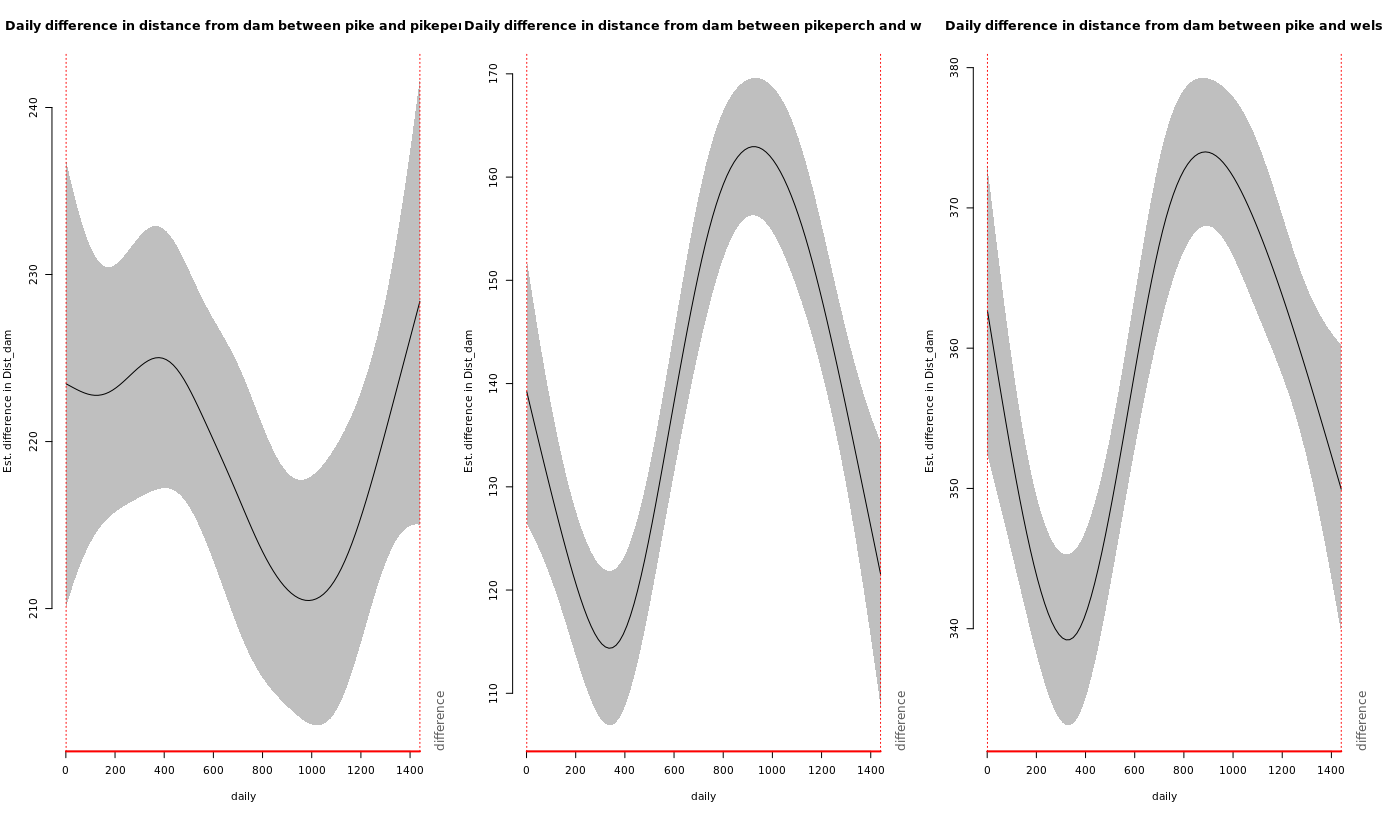 Daily difference in distance from dam between pike and pikeper
Est. difference in Dist_dam
240
230
220
210
0 200 400 600 800 1000 1200 1400
daily
difference
Daily difference in distance from dam between pikeperch and w
Est. difference in Dist_dam
170
160
150
140
130
120
110
0 200 400 600 800 1000 1200 1400
daily
difference
Daily difference in distance from dam between pike and wels
Est. difference in Dist_dam
380
370
360
350
340
0 200 400 600 800 1000 1200 1400
daily
difference